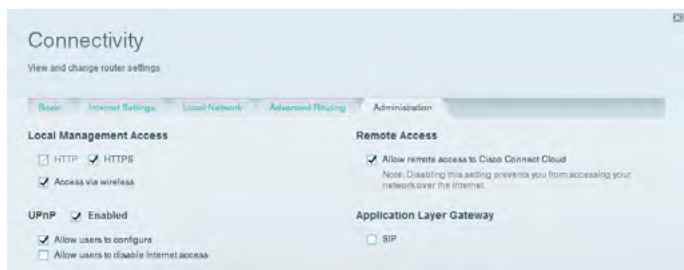 Connectivity
View and change router settings
Basic Internet Settings Local Network Advanced Routing Administration
Local Management Access
HTTP HTTPS
Access via wireless
UPnP Enabled
Allow users to configure
Allow users to disable Internet access
Remote Access
Allow remote access to Cisco Connect Cloud
Note: Disabling this setting prevents you from accessing your
network over the Internet.
Application Layer Gateway
SIP